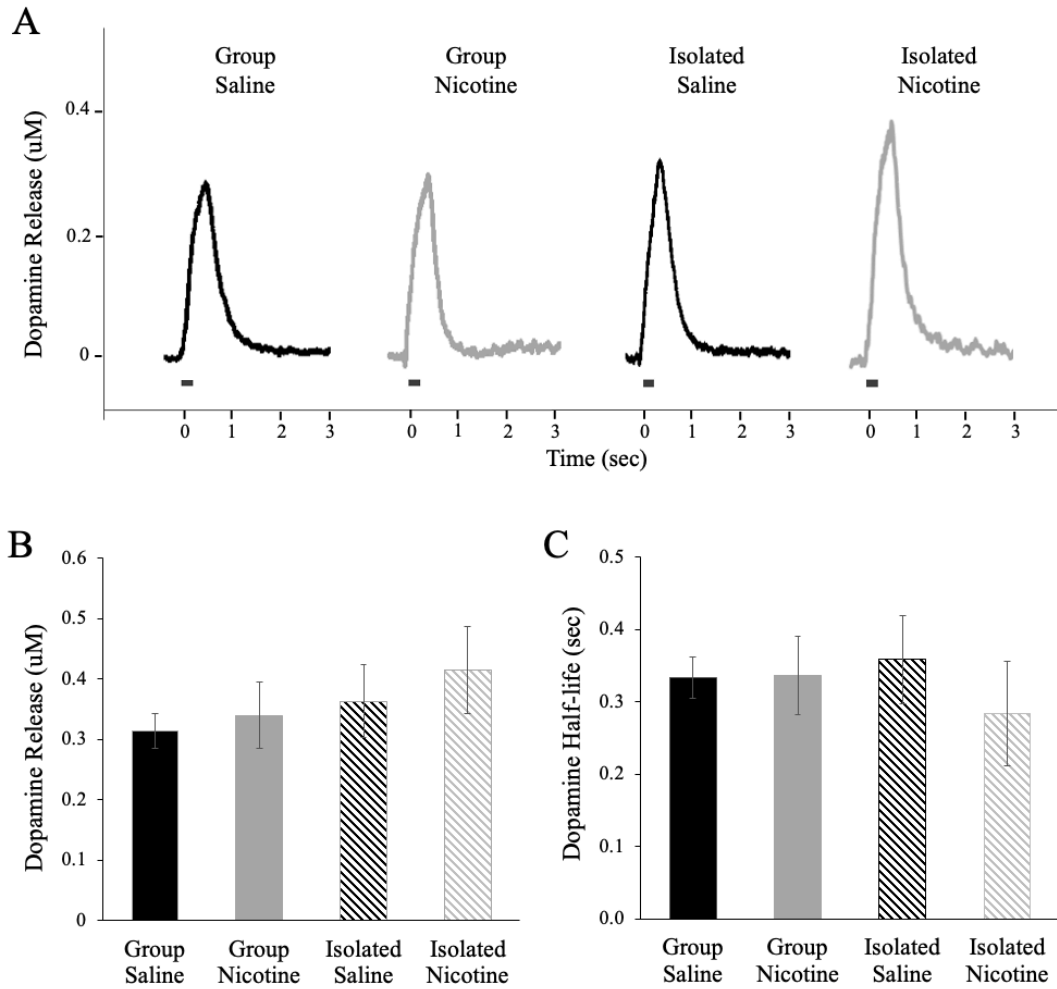 A
Group
Saline
Group
Nicotine
Isolated
Saline
Isolated
Nicotine
Dopamine Release (uM)
0.4
0.2
0
0 1 2 3
0 1 2 3
0 1 2 3
0 1 2 3
Time (sec)
B
Dopamine Release (uM)
0.6
0.5
0.4
0.3
0.2
0.1
0
Group
Saline
Group
Nicotine
Isolated
Saline
Isolated
Nicotine
C
Dopamine Half-life (sec)
0.5
0.4
0.3
0.2
0.1
0.0
Group
Saline
Group
Nicotine
Isolated
Saline
Isolated
Nicotine